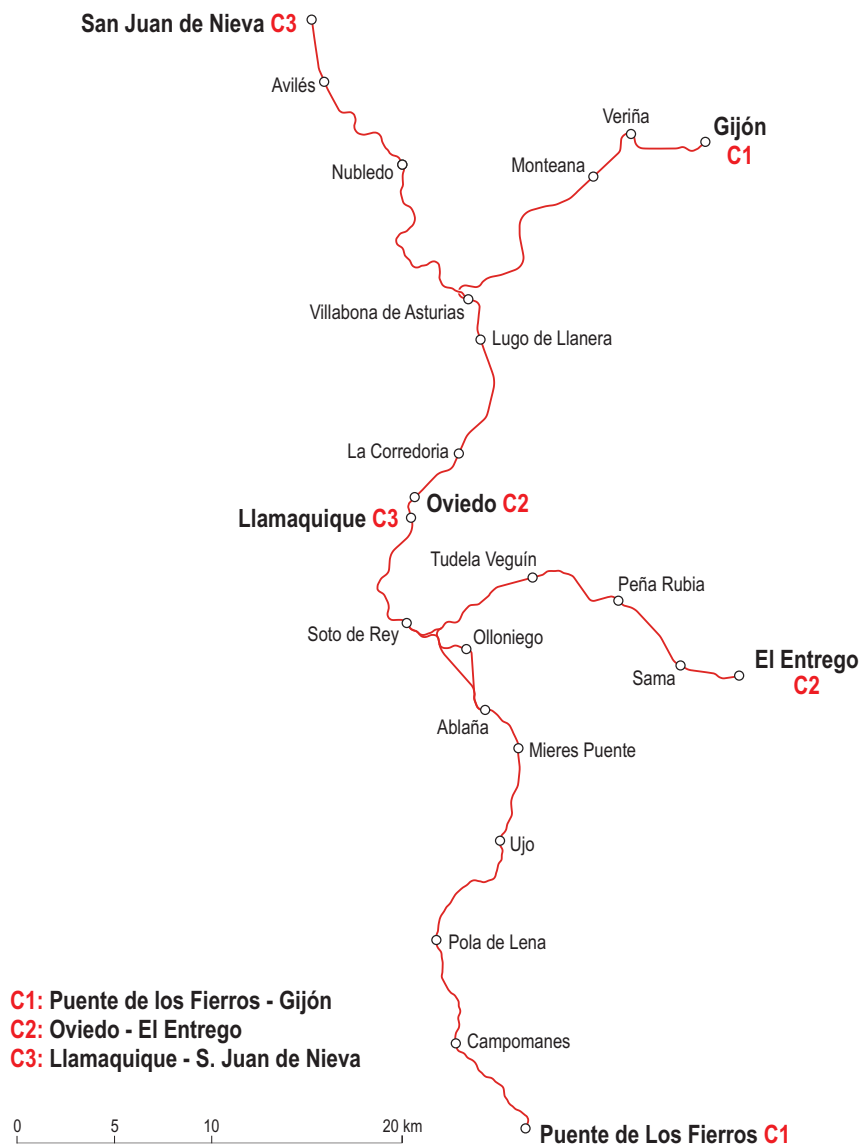 San Juan de Nieva C3
Avilés
Veriña
Gijón
C1
Monteana
Nubledo
Villabona de Asturias
Lugo de Llanera
La Corredoria
Oviedo C2
Llamaquique C3
Tudela Veguín
Peña Rubia
Soto de Rey
Olloniego
El Entrego
C2
Sama
Ablaña
Mieres Puente
Ujo
Pola de Lena
C1: Puente de los Fierros - Gijón
C2: Oviedo - El Entrego
C3: Llamaquique - S. Juan de Nieva
Campomanes
0 5 10 20 km
Puente de Los Fierros C1